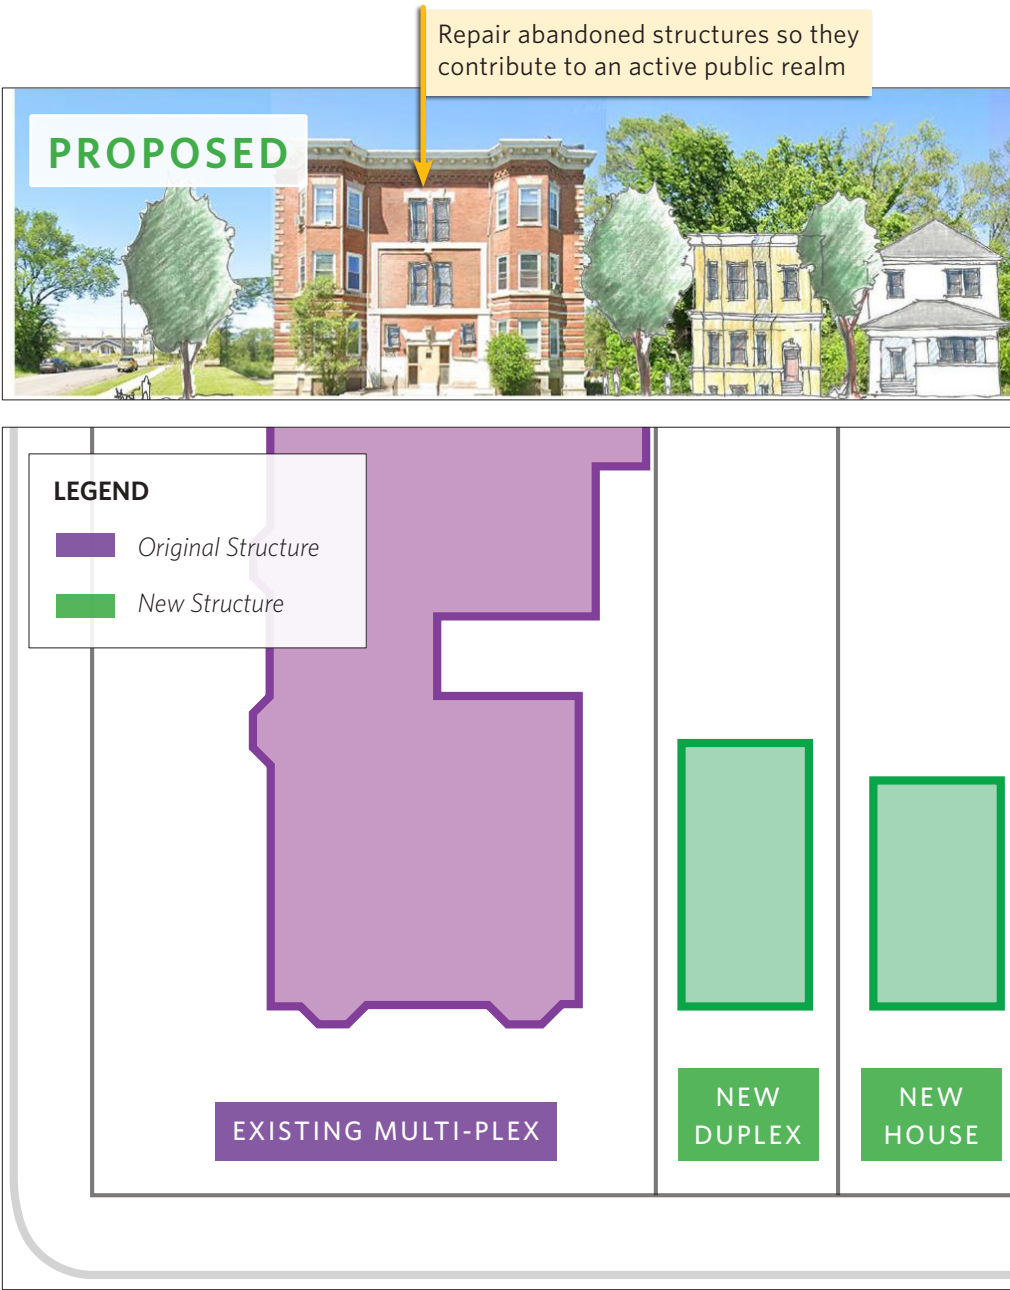 Repair abandoned structures so they
contribute to an active public realm
PROPOSED
LEGEND
Original Structure
New Structure
EXISTING MULTI-PLEX
NEW
DUPLEX
NEW
HOUSE